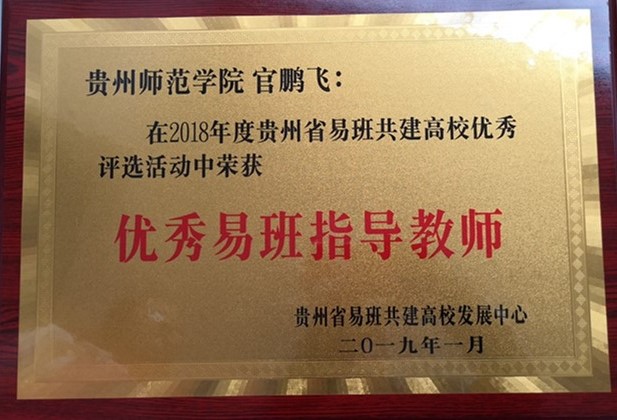 贵州师范学院 官鹏飞：
在2018年度贵州省易班共建高校优秀
评选活动中荣获
优秀易班指导教师
贵州省易班共建高校发展中心
二〇一九年一月